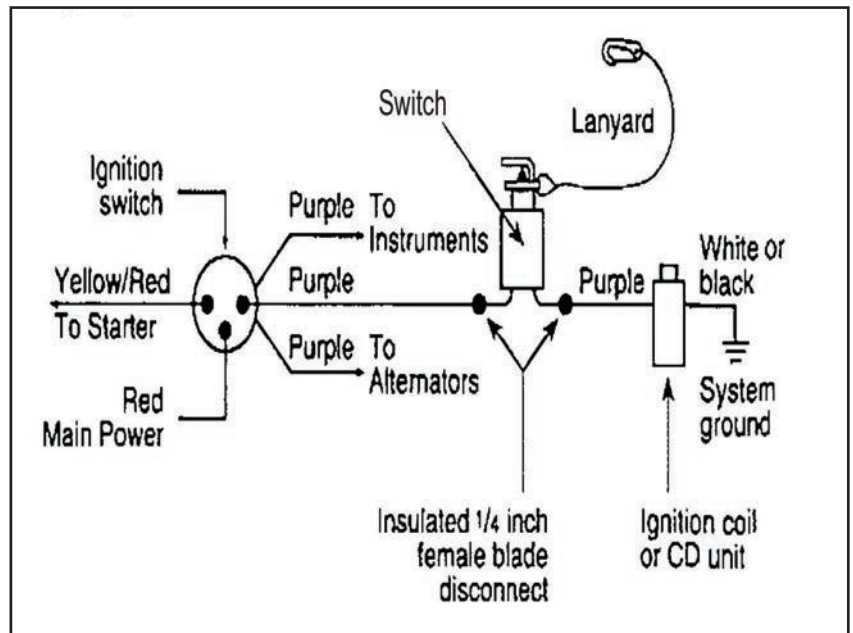 Switch
Lanyard
Ignition
switch
Purple To
Instruments
Yellow/Red
To Starter
Purple
Purple To
Alternators
Red
Main Power
Purple
White or
black
System
ground
Insulated 1/4 inch
female blade
disconnect
Ignition coil
or CD unit